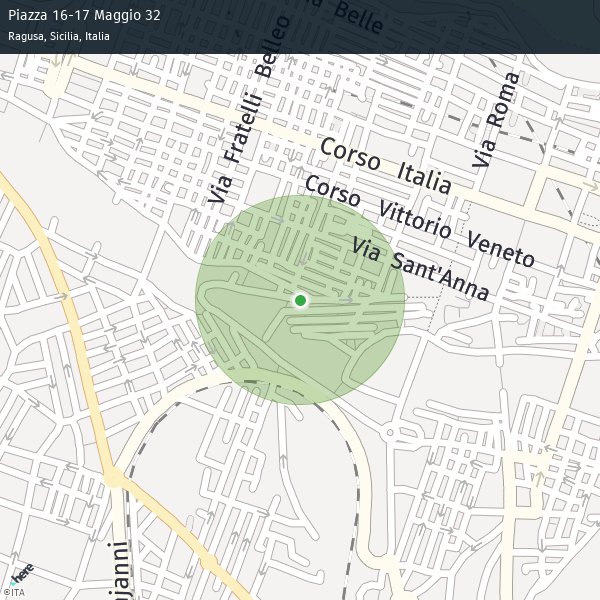 Piazza 16-17 Maggio 32
Ragusa, Sicilia, Italia
Belle
Via Fratelli Belleo
Via Roma
Corso Italia
Corso Vittorio Veneto
Via Sant'Anna
ajanni
here
©ITA